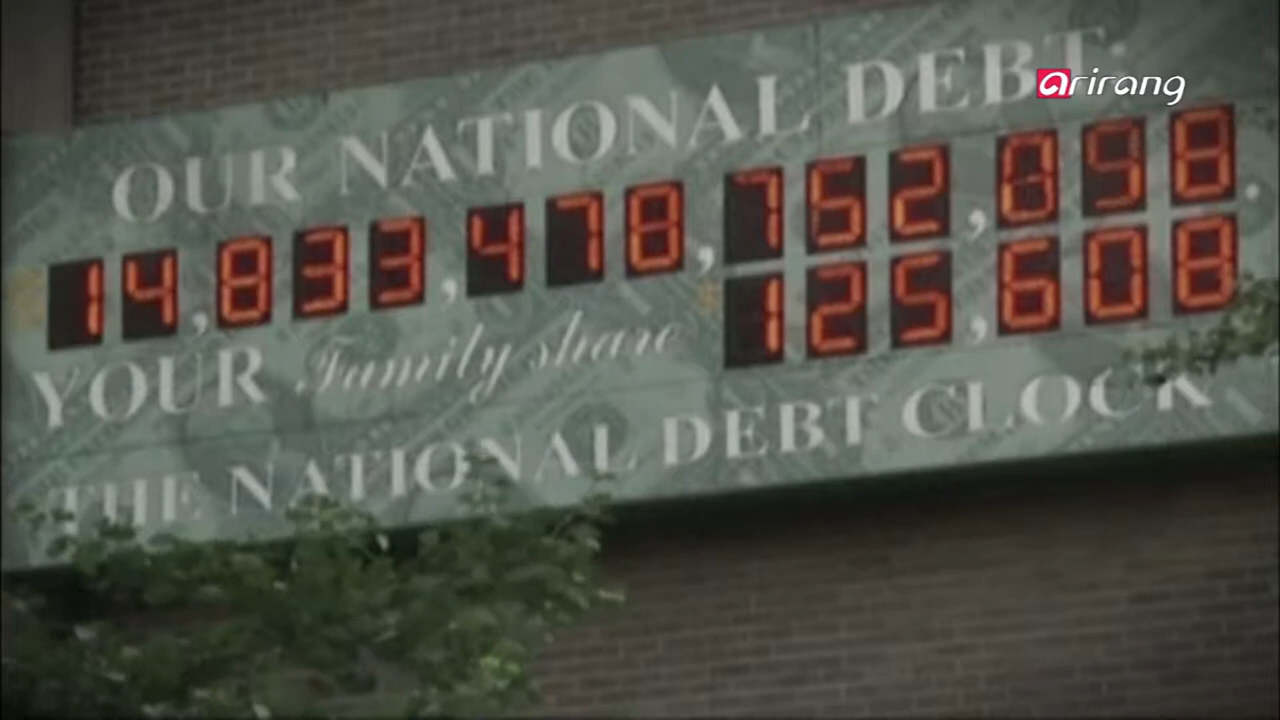 arirang
OUR NATIONAL DEBT:
14,833,478,752,098.
YOUR Family share 125,608
THE NATIONAL DEBT CLOCK